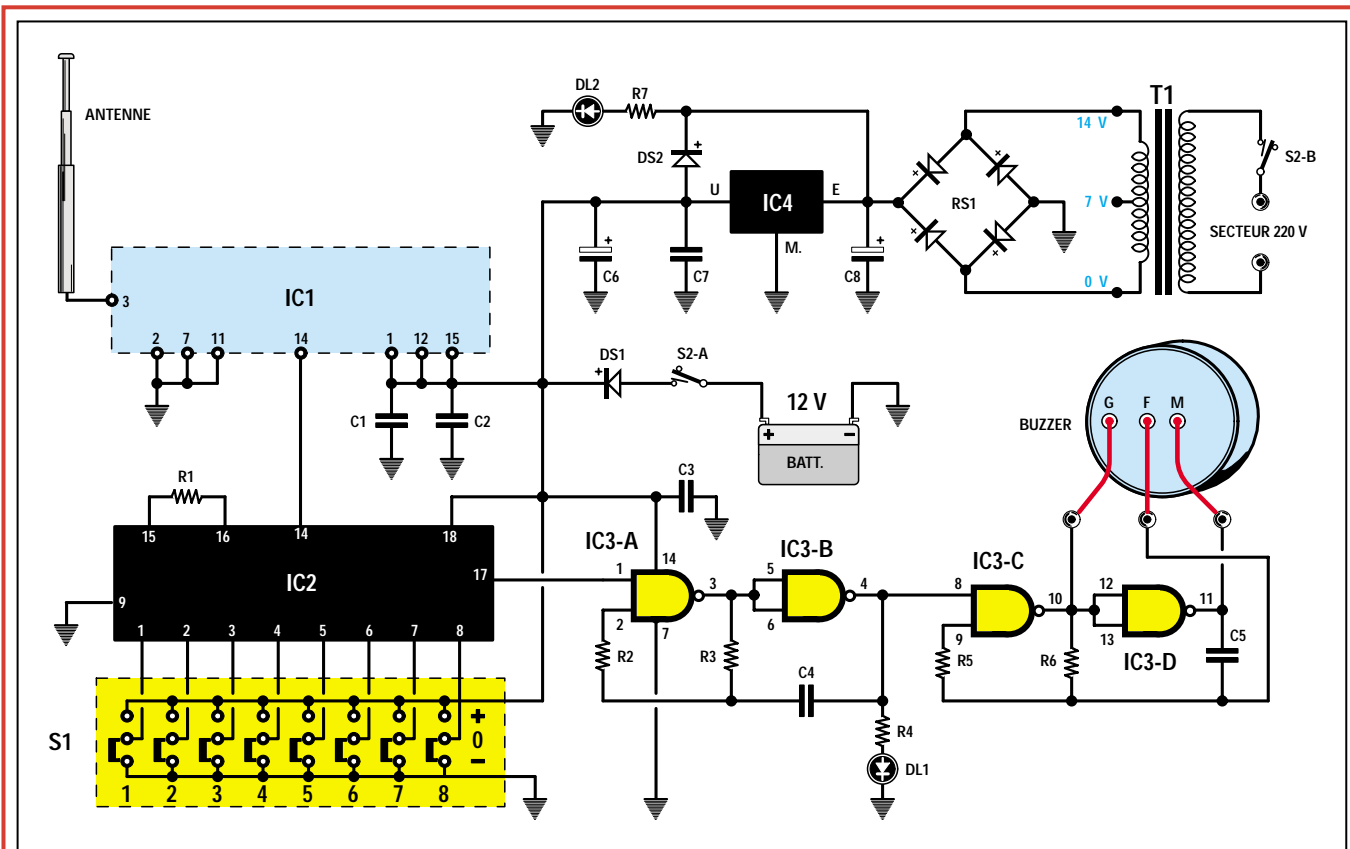 DL2
R7
T1
ANTENNE
14 V
DS2
S2-B
U
IC4
E
RS1
7 V
SECTEUR 220 V
M.
C6
C7
C8
0 V
3
IC1
2 7 11 14 1 12 15
DS1
S2-A
12 V
G F M
BUZZER
C1
C2
+ −
BATT.
C3
R1
15 16 14 18
IC3-A
IC3-B
IC3-C
14
5
12
17
1
3
4
8
10
11
IC2
9
2
7
6
9
13
IC3-D
C5
1 2 3 4 5 6 7 8
R2
R3
R5
R6
C4
S1
+
0
−
R4
DL1
1 2 3 4 5 6 7 8
+
+
+
+
+
+
+
+